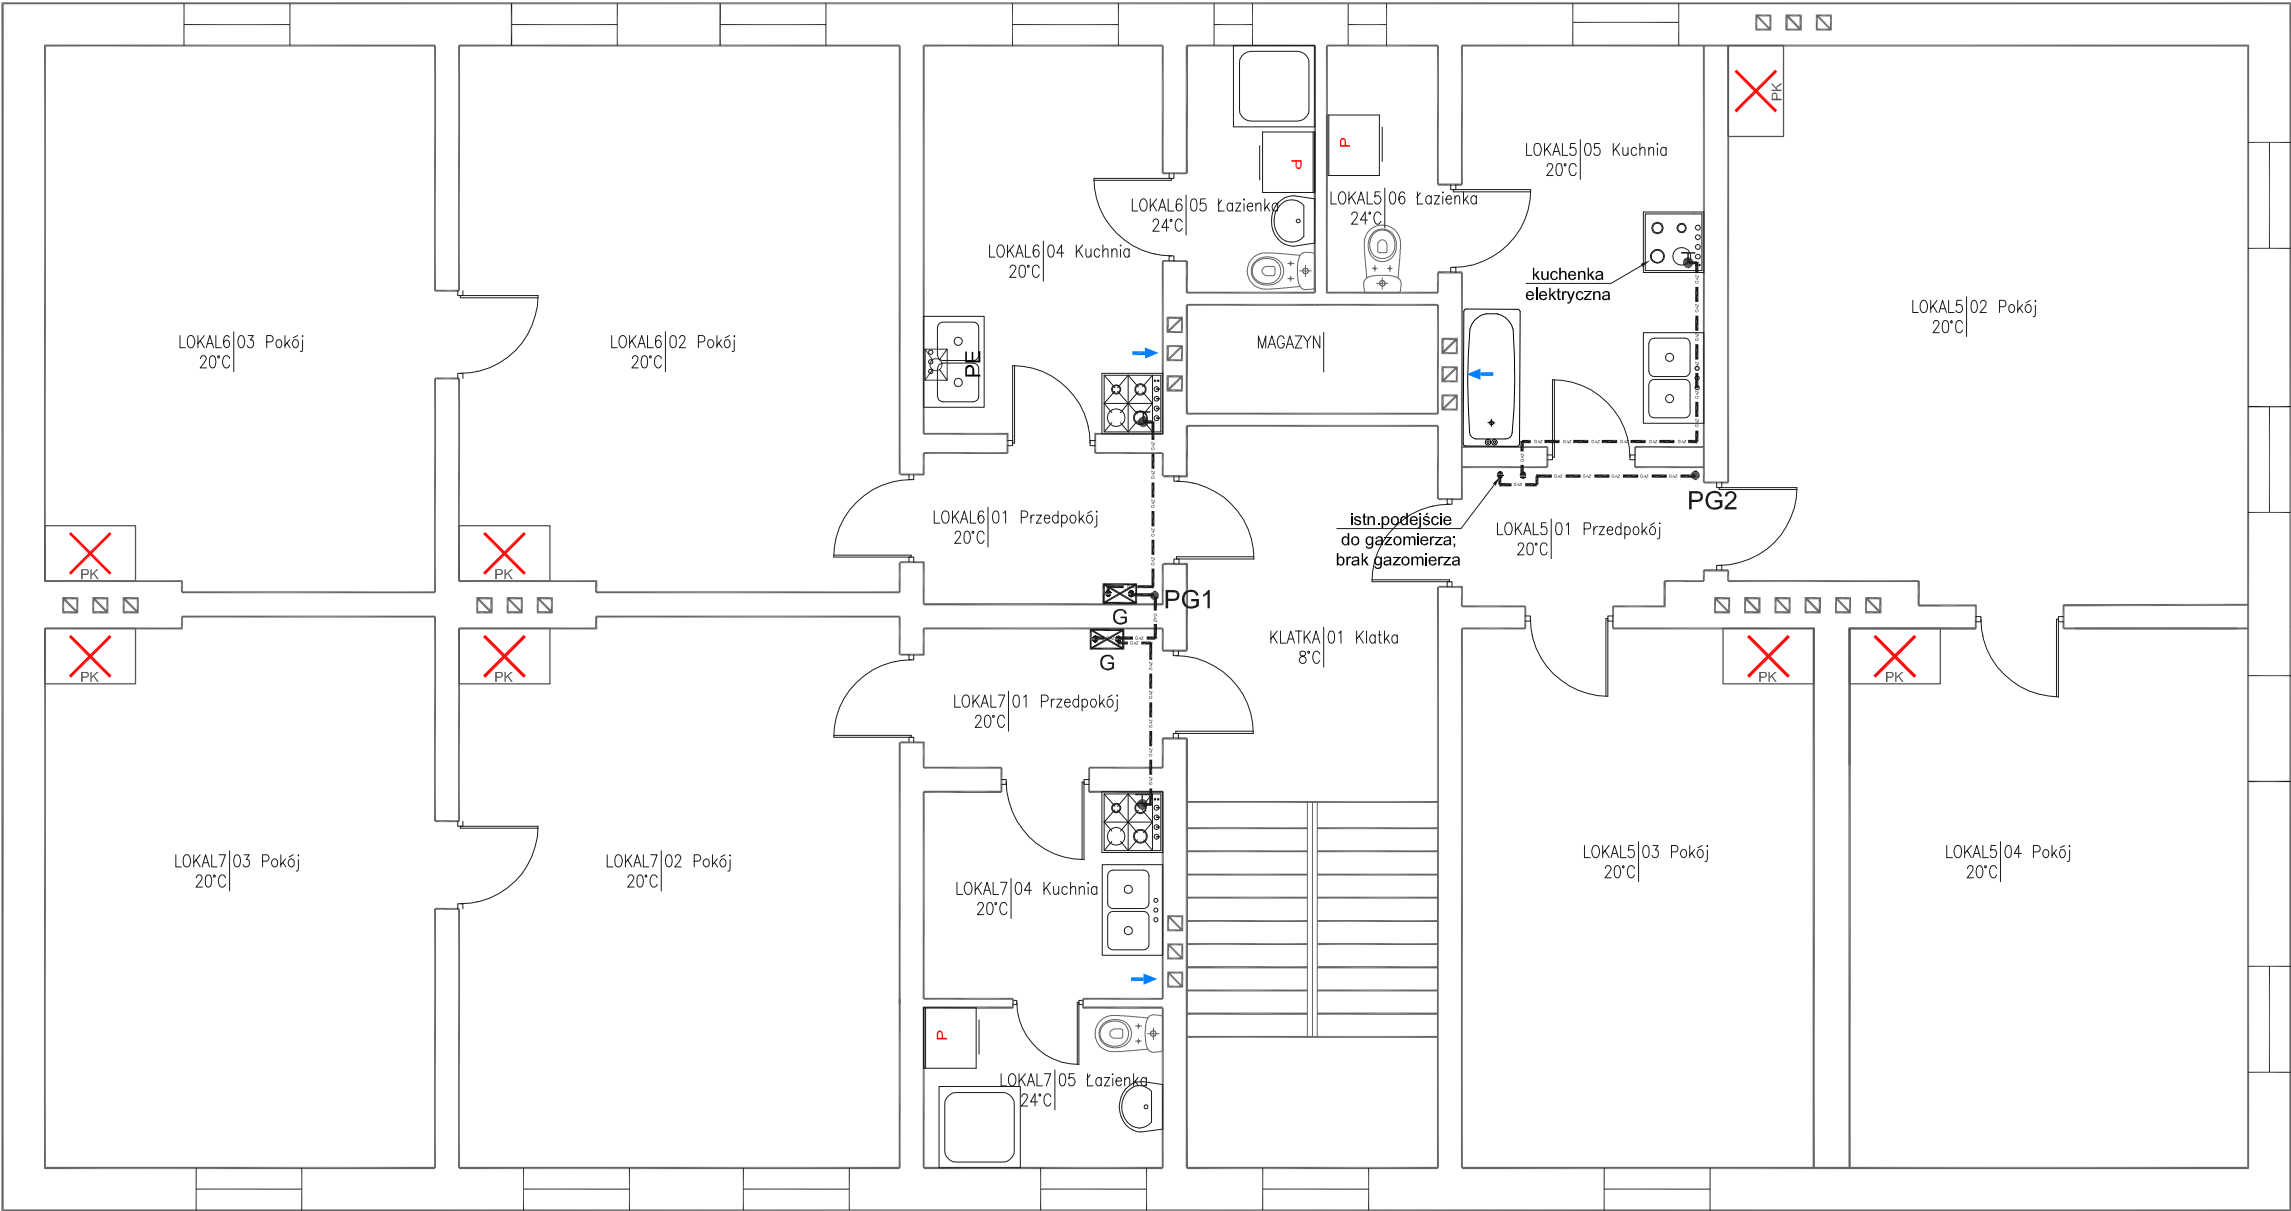 PK
P
P
LOKAL5 05 Kuchnia
20°C
LOKAL6 05 Łazienka
24°C
LOKAL5 06 Łazienka
24°C
LOKAL6 04 Kuchnia
20°C
kuchenka
elektryczna
LOKAL5 02 Pokój
20°C
LOKAL6 03 Pokój
20°C
LOKAL6 02 Pokój
20°C
PE
MAGAZYN
PG2
LOKAL6 01 Przedpokój
20°C
istn.podejście
do gazomierza;
brak gazomierza
LOKAL5 01 Przedpokój
20°C
PK
PK
PG1
G
G
KLATKA 01 Klatka
8°C
PK
PK
PK
PK
LOKAL7 01 Przedpokój
20°C
LOKAL7 03 Pokój
20°C
LOKAL7 02 Pokój
20°C
LOKAL7 04 Kuchnia
20°C
LOKAL5 03 Pokój
20°C
LOKAL5 04 Pokój
20°C
P
LOKAL7 05 Łazienka
24°C